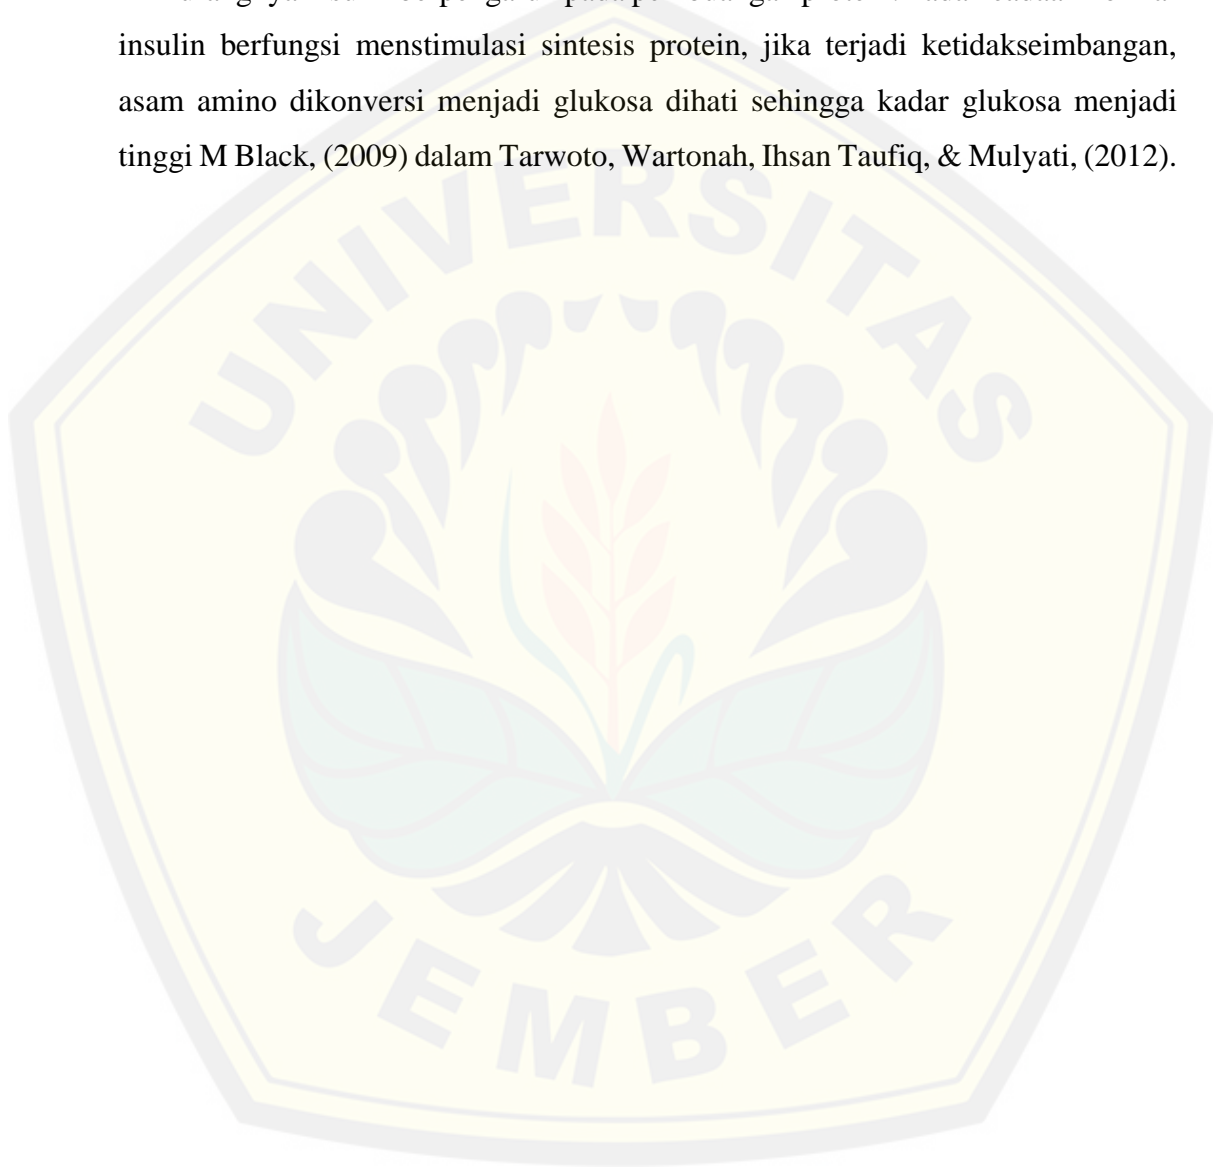 insulin berfungsi menstimulasi sintesis protein, jika terjadi ketidakseimbangan,
asam amino dikonversi menjadi glukosa dihati sehingga kadar glukosa menjadi
tinggi M Black, (2009) dalam Tarwoto, Wartonah, Ihsan Taufiq, & Mulyati, (2012).
UNIVERSITAS
JEMBER